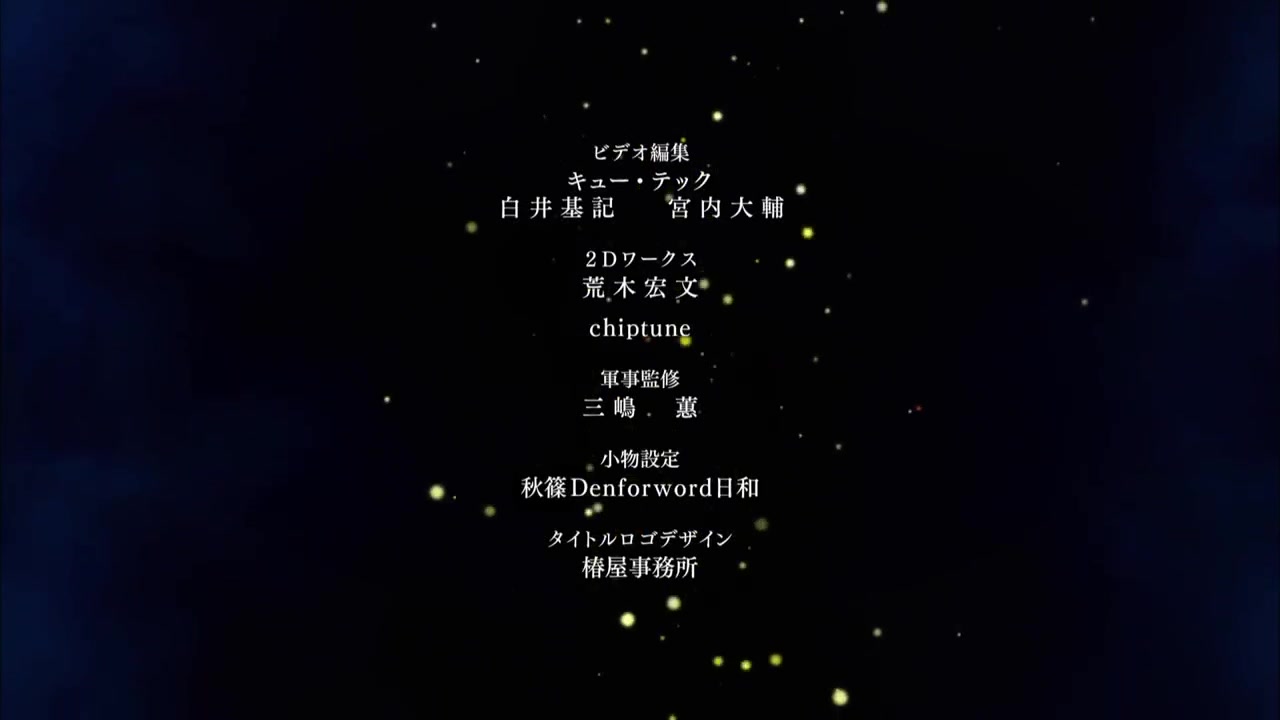 ビデオ編集
キュー・テック
白井基記　宮内大輔
2Dワークス
荒木宏文
chiptune
軍事監修
三嶋　薫
小物設定
秋篠Denforword日和
タイトルロゴデザイン
椿屋事務所